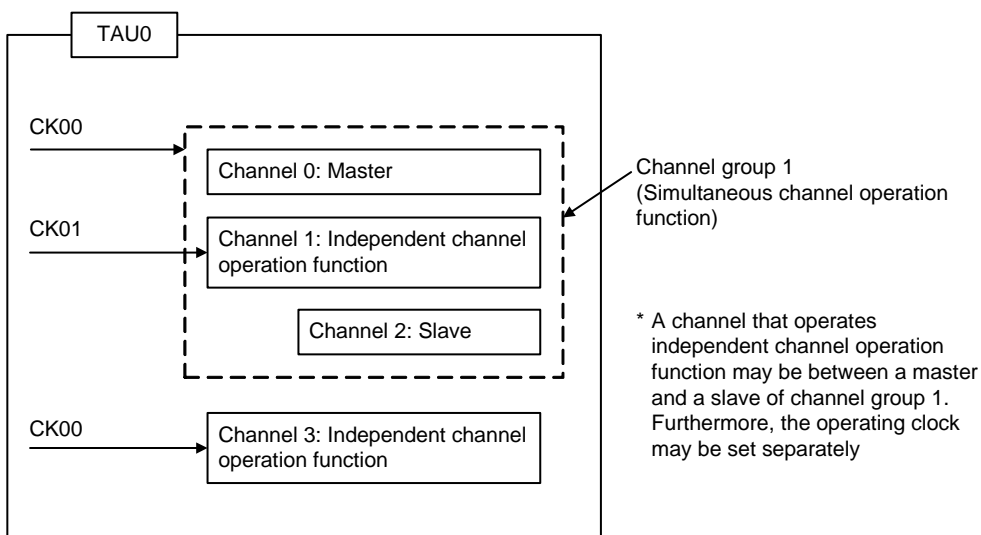 TAU0
CK00
Channel 0: Master
Channel group 1
(Simultaneous channel operation
function)
CK01
Channel 1: Independent channel
operation function
Channel 2: Slave
* A channel that operates
independent channel operation
function may be between a master
and a slave of channel group 1.
Furthermore, the operating clock
may be set separately
CK00
Channel 3: Independent channel
operation function